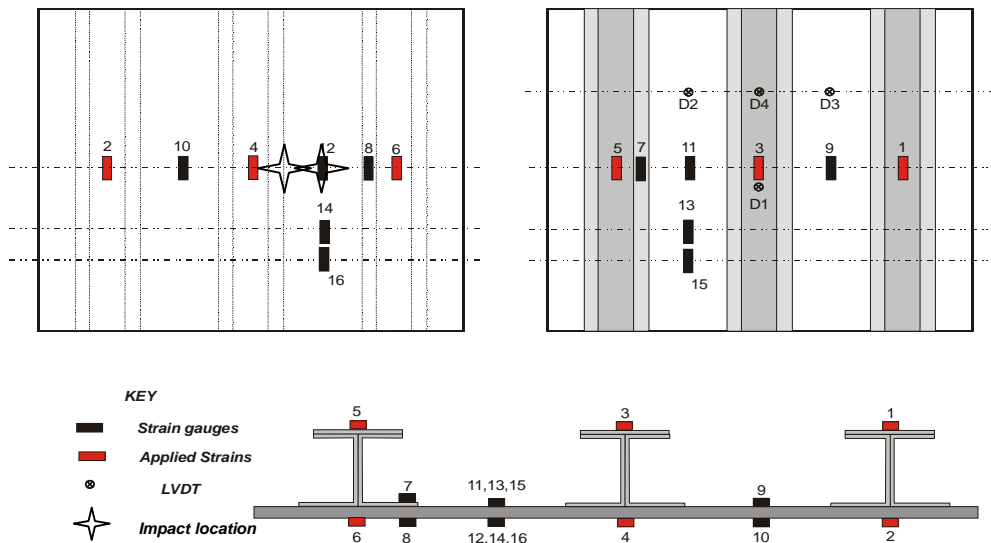 2 10 4 12 8 6
14
16
D2 D4 D3
5 7 11 3 9 1
D1
13
15
KEY
Strain gauges
Applied Strains
LVDT
Impact location
5 3 1
7 11,13,15 9
6 8 12,14,16 4 10 2